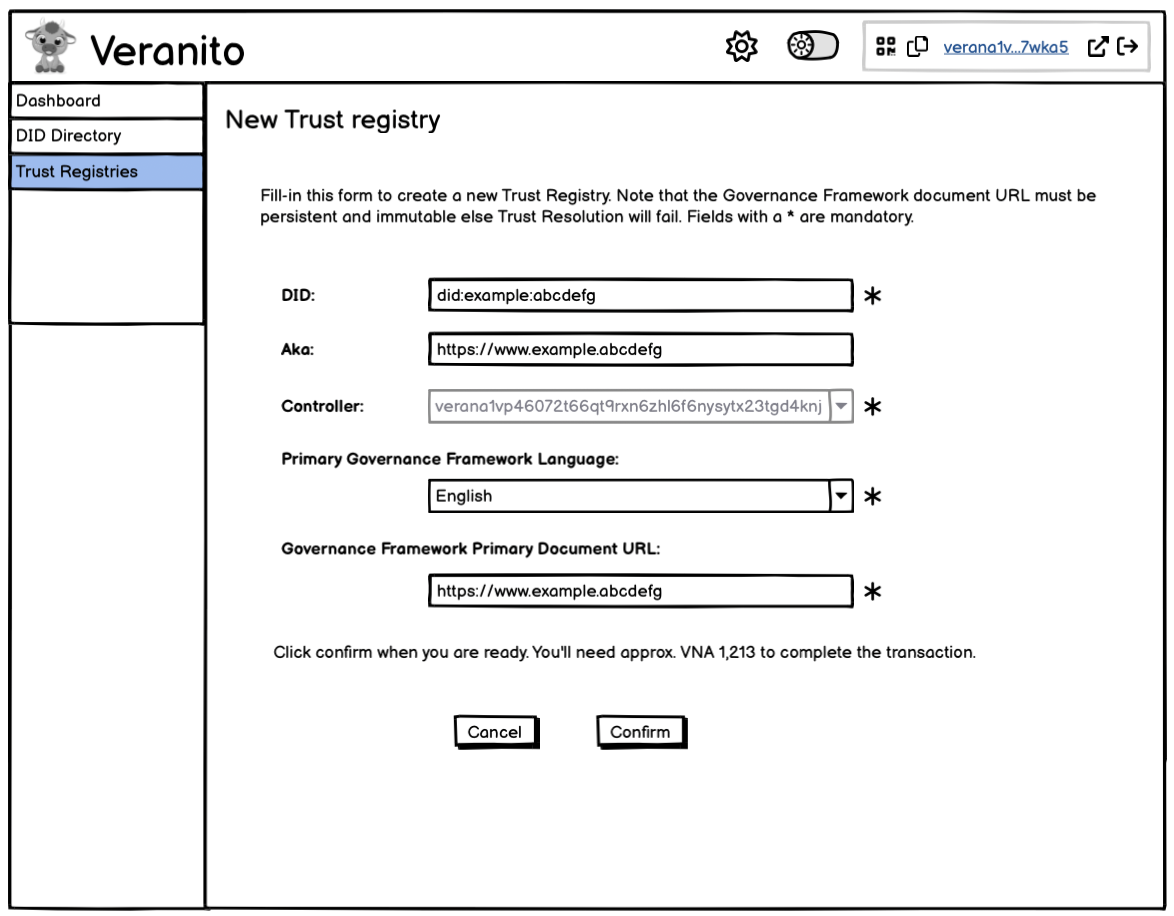 Veranito
verana1v...7wka5
Dashboard
DID Directory
Trust Registries
New Trust registry
Fill-in this form to create a new Trust Registry. Note that the Governance Framework document URL must be
persistent and immutable else Trust Resolution will fail. Fields with a * are mandatory.
DID:
did:example:abcdefg *
Aka:
https://www.example.abcdefg
Controller:
verana1vp46072t66qt9rxn6zhl6f6nysytx23tgd4knj *
Primary Governance Framework Language:
English *
Governance Framework Primary Document URL:
https://www.example.abcdefg *
Click confirm when you are ready. You'll need approx. VNA 1,213 to complete the transaction.
Cancel
Confirm